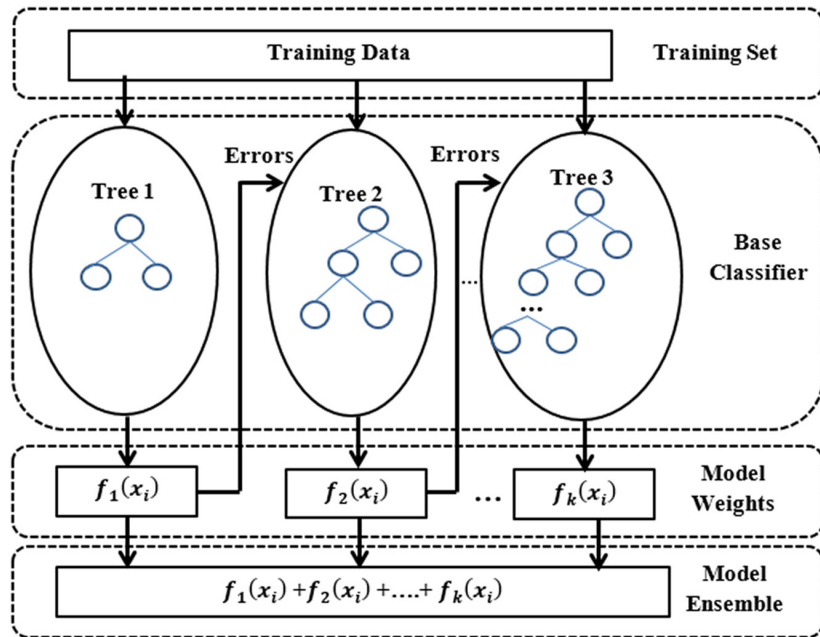 Training Data
Training Set
Errors
Errors
Tree 1
Tree 2
Tree 3
Base
Classifier
...
...
f₁(xᵢ)
f₂(xᵢ)
...
fₖ(xᵢ)
Model
Weights
f₁(xᵢ) +f₂(xᵢ) +....+ fₖ(xᵢ)
Model
Ensemble